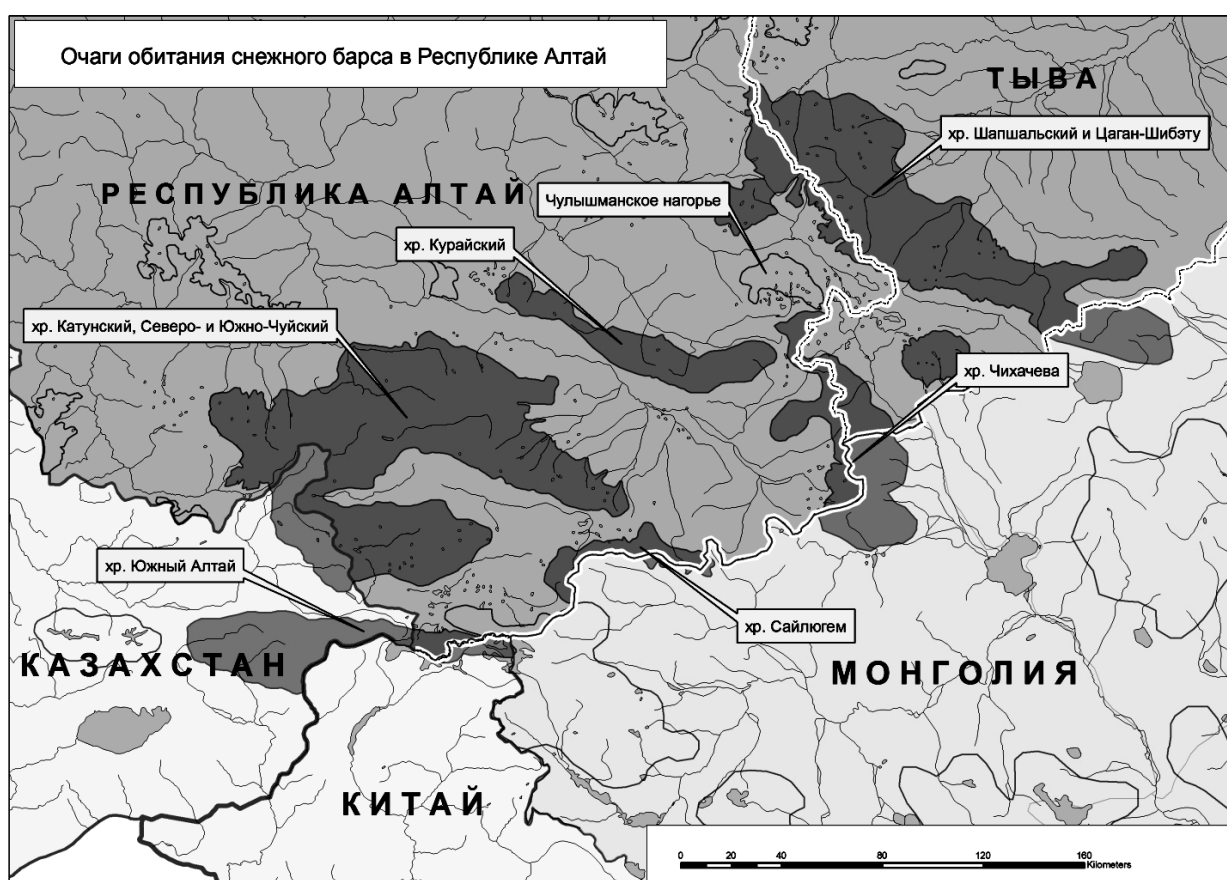 Очаги обитания снежного барса в Республике Алтай
ТЫВА
хр. Шапшальский и Цаган-Шибэту
РЕСПУБЛИКА АЛТАЙ
Чулышманское нагорье
хр. Курайский
хр. Катунский, Северо- и Южно-Чуйский
хр. Чихачева
хр. Южный Алтай
хр. Сайлюгем
КАЗАХСТАН
МОНГОЛИЯ
КИТАЙ
0 20 40 80 120 160
Kilometers